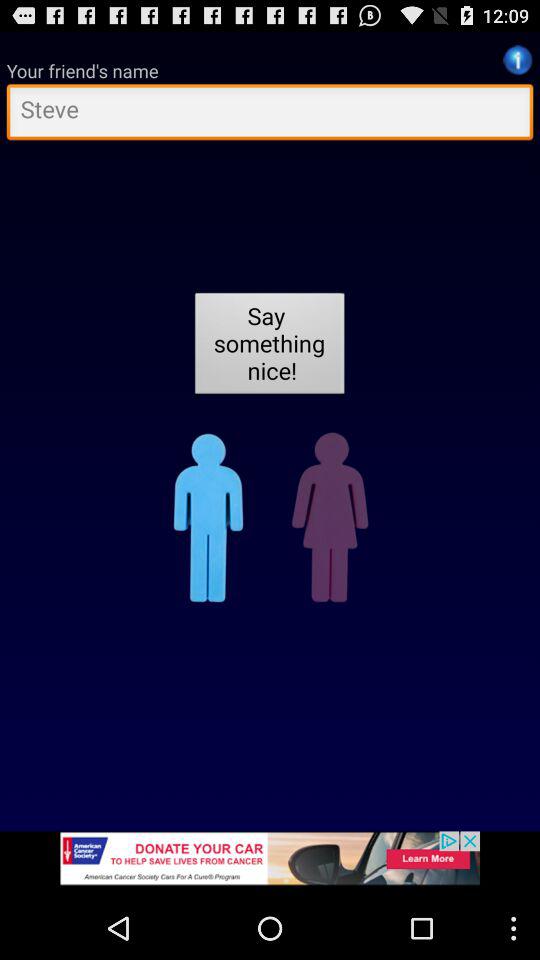 12:09
Your friend's name
Steve
Say
something
nice!
American
Cancer
Society
DONATE YOUR CAR
TO HELP SAVE LIVES FROM CANCER
American Cancer Society Cars For A Cure® Program
Learn More